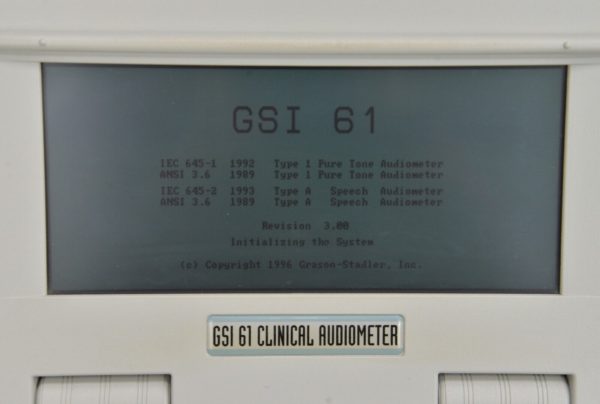 GSI 61
IEC 645-1 1992 Type 1 Pure Tone Audiometer
ANSI 3.6 1989 Type 1 Pure Tone Audiometer
IEC 645-2 1993 Type A Speech Audiometer
ANSI 3.6 1989 Type A Speech Audiometer
Revision 3.00
Initializing the System
(c) Copyright 1996 Grason-Stadler, Inc.
GSI 61 CLINICAL AUDIOMETER